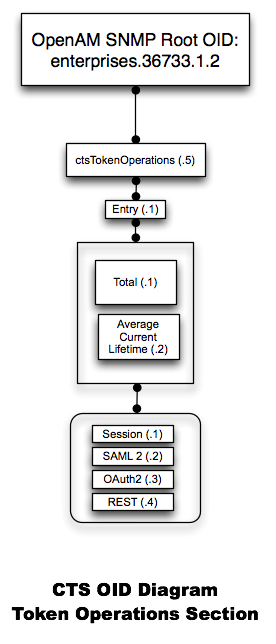 OpenAM SNMP Root OID:
enterprises.36733.1.2
ctsTokenOperations (.5)
Entry (.1)
Total (.1)
Average
Current
Lifetime (.2)
Session (.1)
SAML 2 (.2)
OAuth2 (.3)
REST (.4)
CTS OID Diagram
Token Operations Section